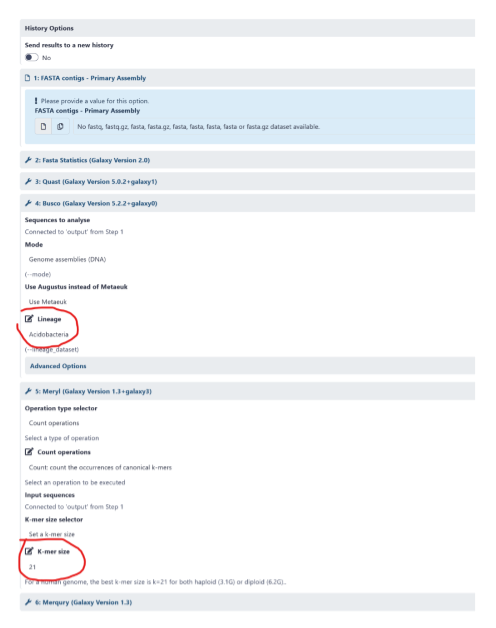 History Options
Send results to a new history
No
1: FASTA contigs - Primary Assembly
! Please provide a value for this option.
FASTA contigs - Primary Assembly
No fastq, fastq.gz, fasta, fasta.gz, fasta, fasta, fasta, fasta or fasta.gz dataset available.
2: Fasta Statistics (Galaxy Version 2.0)
3: Quast (Galaxy Version 5.0.2+galaxy1)
4: Busco (Galaxy Version 5.2.2+galaxy0)
Sequences to analyse
Connected to 'output' from Step 1
Mode
Genome assemblies (DNA)
(--mode)
Use Augustus instead of Metaeuk
Use Metaeuk
Lineage
Acidobacteria
(--lineage_dataset)
Advanced Options
5: Meryl (Galaxy Version 1.3+galaxy3)
Operation type selector
Count operations
Select a type of operation
Count operations
Count: count the occurrences of canonical k-mers
Select an operation to be executed
Input sequences
Connected to 'output' from Step 1
K-mer size selector
Set a k-mer size
K-mer size
21
For a human genome, the best k-mer size is k=21 for both haploid (3.1G) or diploid (6.2G)..
6: Merqury (Galaxy Version 1.3)